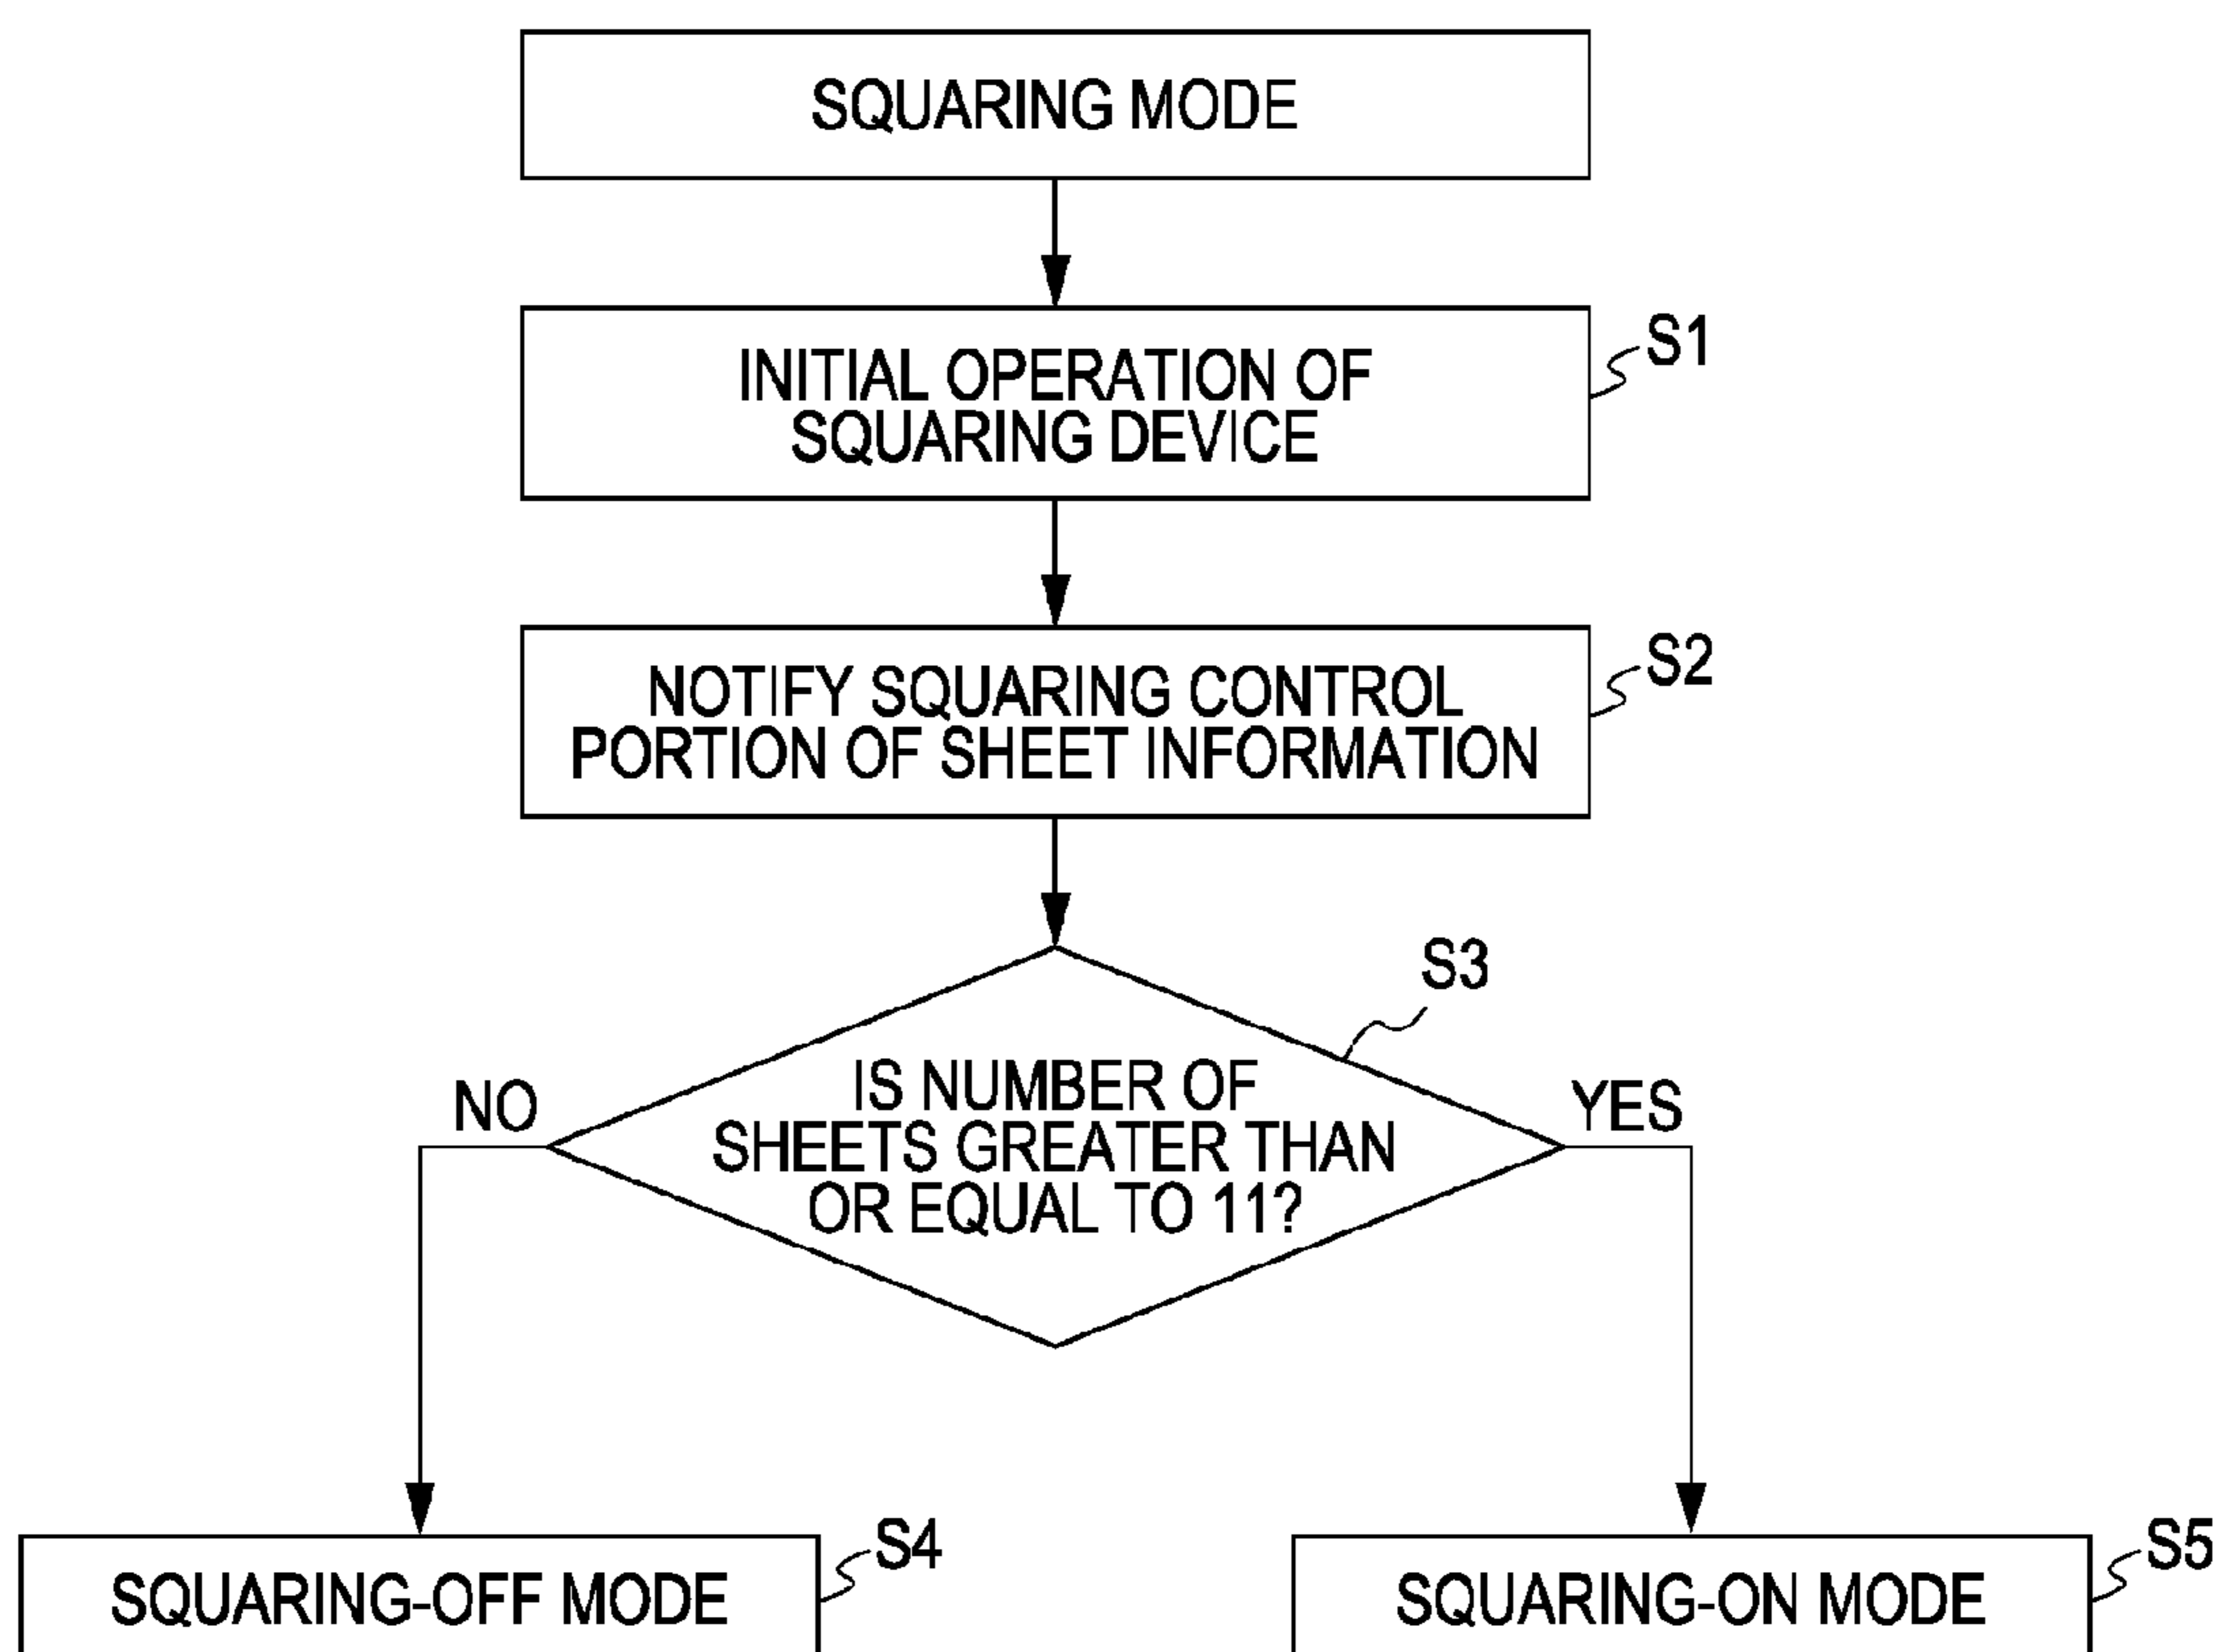 SQUARING MODE
INITIAL OPERATION OF
SQUARING DEVICE
S1
NOTIFY SQUARING CONTROL
PORTION OF SHEET INFORMATION
S2
S3
IS NUMBER OF
SHEETS GREATER THAN
OR EQUAL TO 11?
NO
YES
SQUARING-OFF MODE
S4
SQUARING-ON MODE
S5